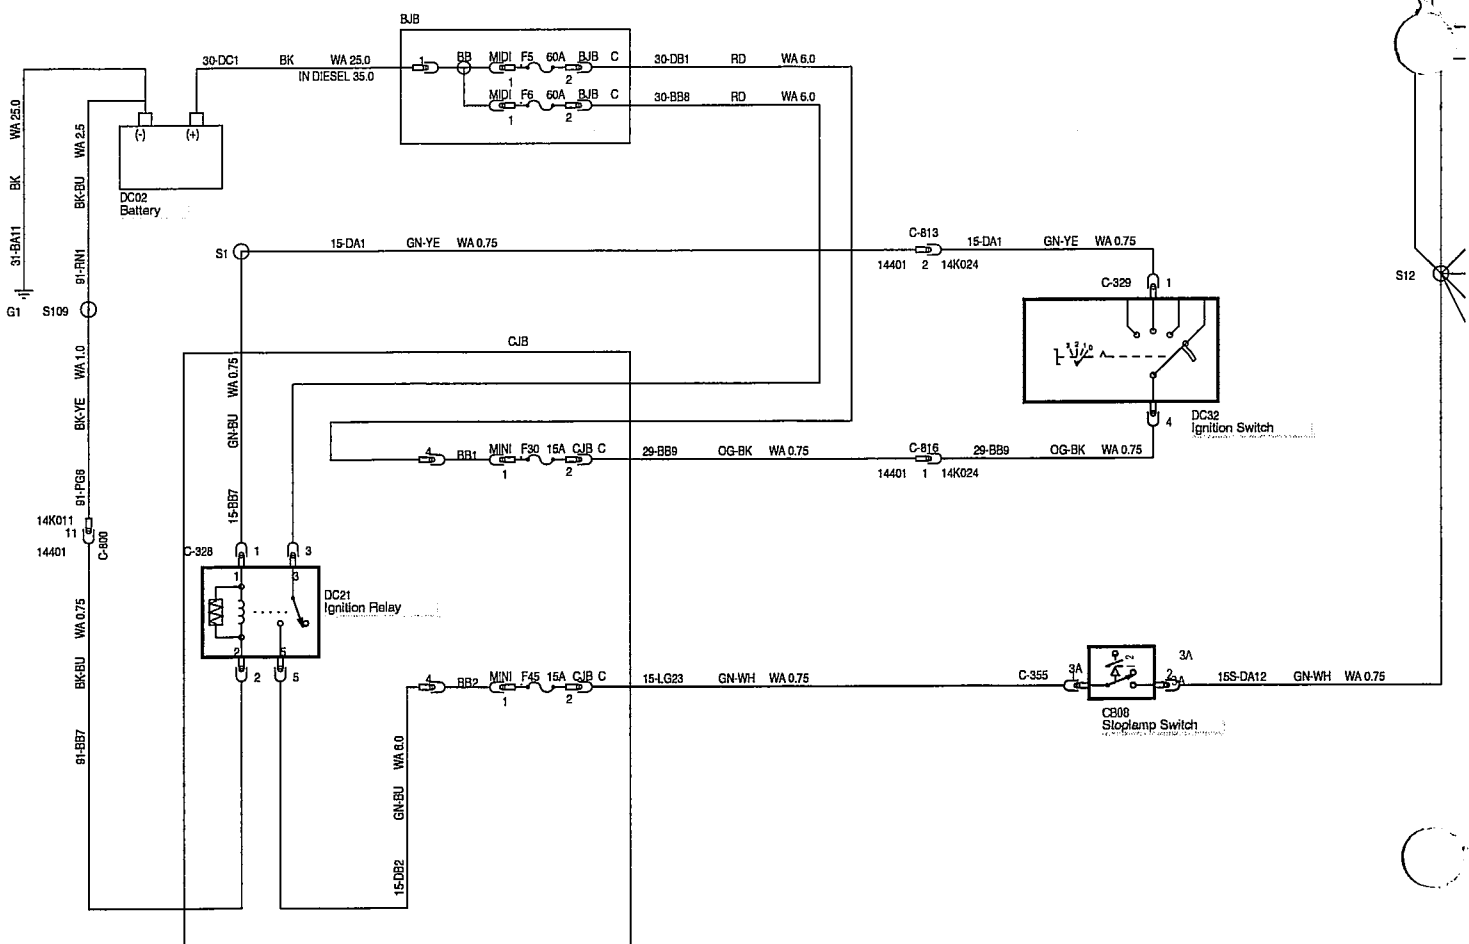 BJB
30-DC1 BK WA 25.0
IN DIESEL 35.0
1 BB MIDI F5 60A BJB C
1 2
30-DB1 RD WA 6.0
MIDI F6 60A BJB C
1 2
30-BB8 RD WA 6.0
(-) (+)
DC02
Battery
31-BA11 BK WA 25.0
91-RN1 BK-BU WA 2.5
G1
S109
S1
15-DA1 GN-YE WA 0.75
C-813
14401 2 14K024
15-DA1 GN-YE WA 0.75
C-329 1
S12
3 2 1 0
DC32
Ignition Switch
4
CJB
15-BB7 GN-BU WA 0.75
91-PG6 BK-YE WA 1.0
4 BB1 MINI F30 15A CJB C
1 2
29-BB9 OG-BK WA 0.75
C-816
14401 1 14K024
29-BB9 OG-BK WA 0.75
14K011
11
14401
C-800
C-328 1 3
1 3
DC21
Ignition Relay
2 5
2 5
91-BB7 BK-BU WA 0.75
4 BB2 MINI F45 15A CJB C
1 2
15-LG23 GN-WH WA 0.75
C-355 3A
2
3A
2
3A
15S-DA12 GN-WH WA 0.75
CB08
Stoplamp Switch
15-DB2 GN-BU WA 6.0